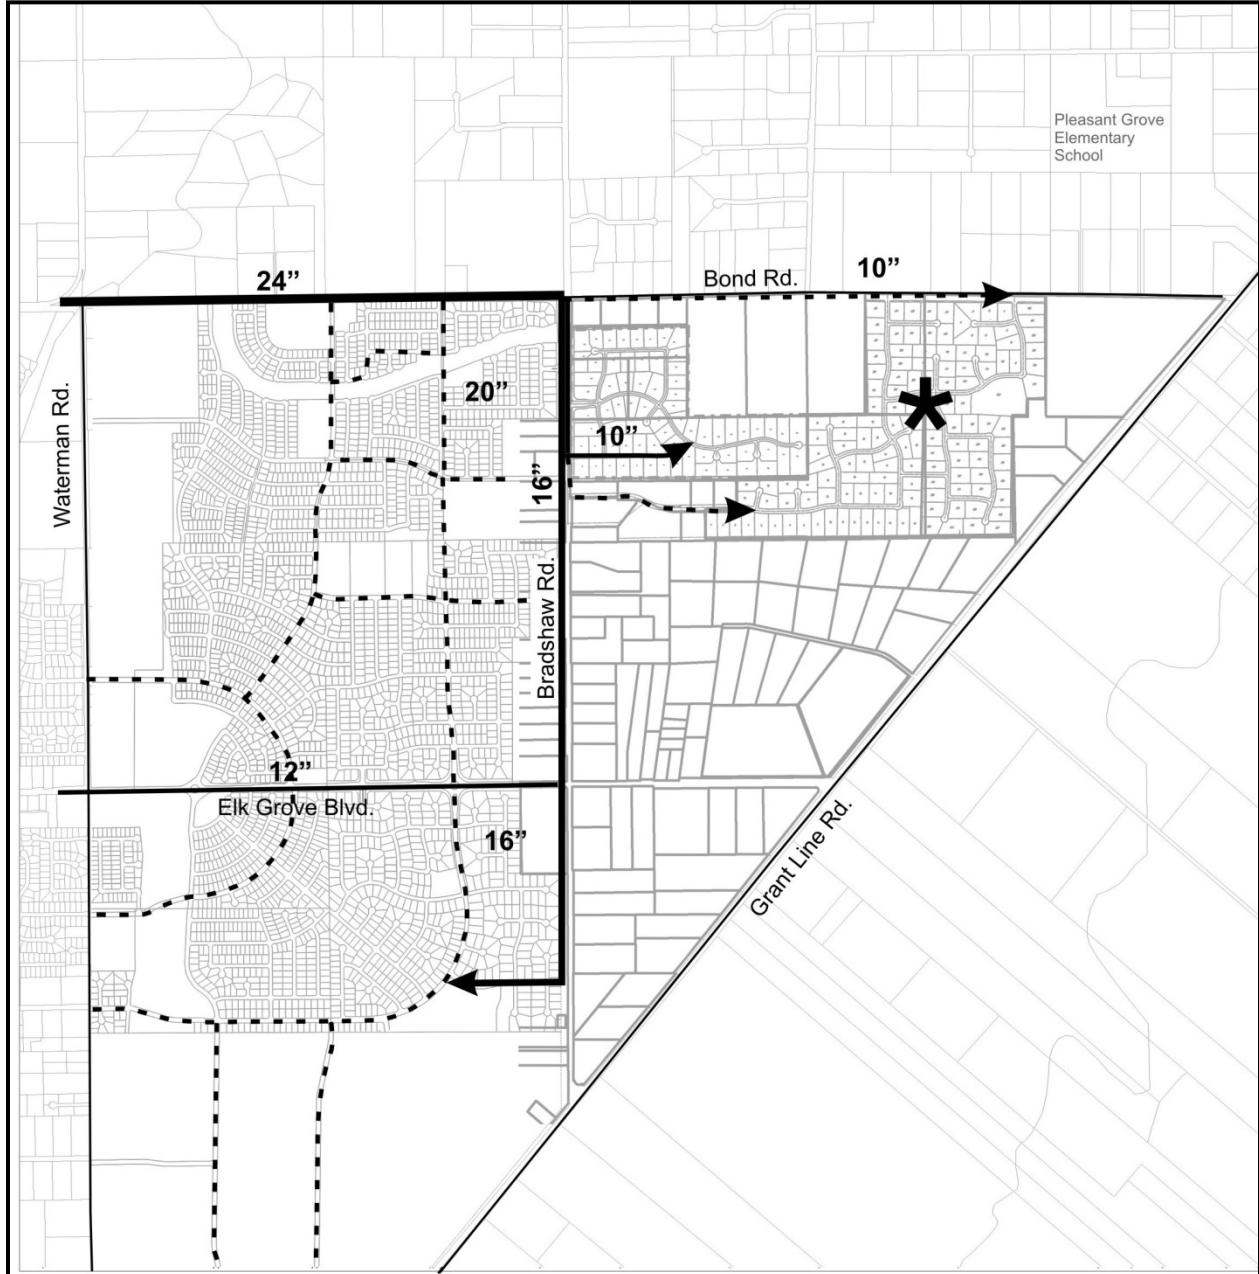 Pleasant Grove
Elementary
School
24”
Bond Rd.
10”
Waterman Rd.
20”
10”
16”
Bradshaw Rd.
12”
Elk Grove Blvd.
16”
Grant Line Rd.